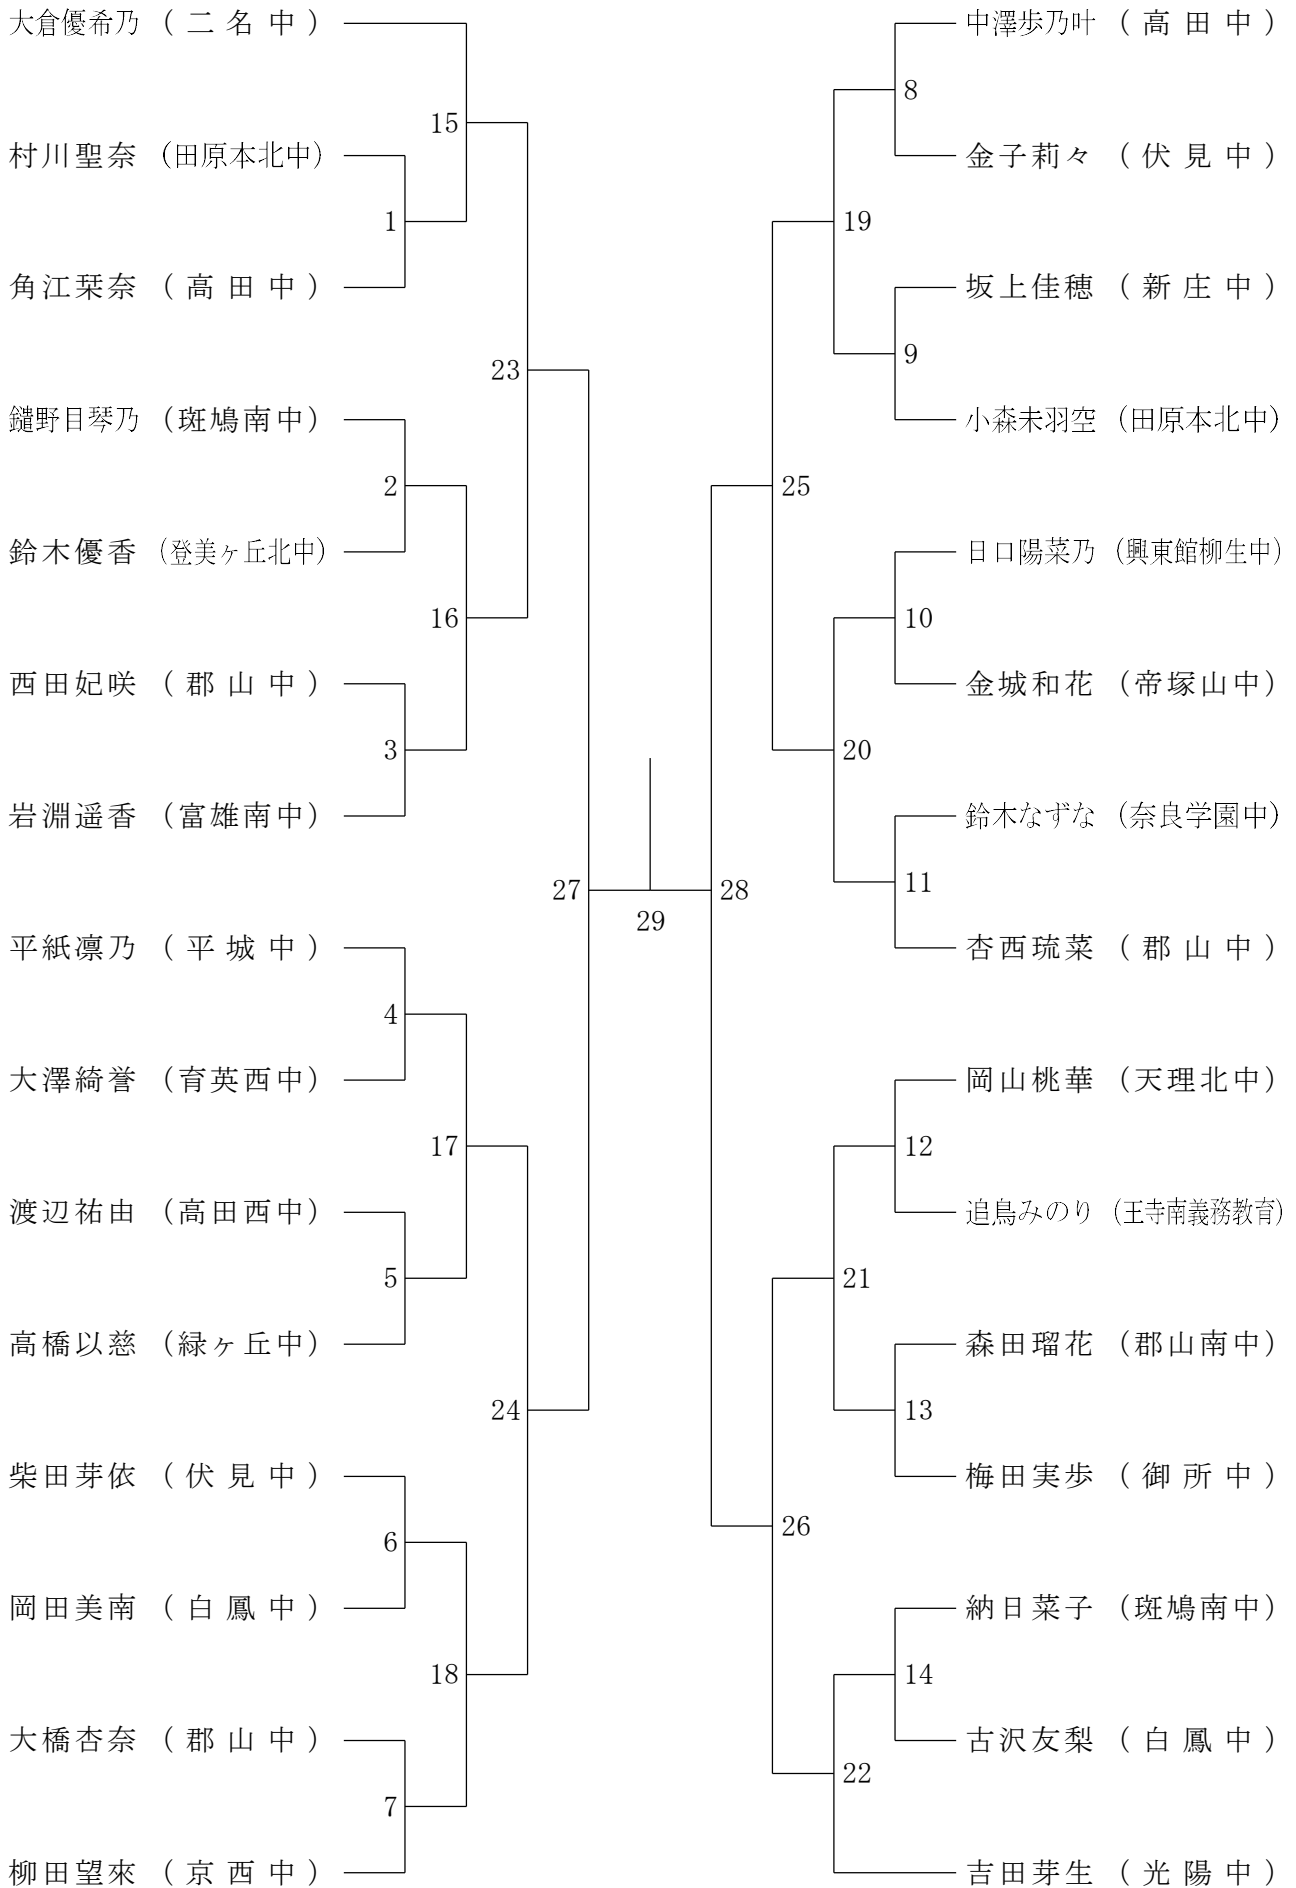 大倉優希乃 (二名中)
15
村川聖奈 (田原本北中)
1
角江栞奈 (高田中)
23
鑓野目琴乃 (斑鳩南中)
2
鈴木優香 (登美ヶ丘北中)
16
西田妃咲 (郡山中)
3
岩淵遥香 (富雄南中)
27
平紙凛乃 (平城中)
4
大澤綺誉 (育英西中)
17
渡辺祐由 (高田西中)
5
高橋以慈 (緑ヶ丘中)
24
柴田芽依 (伏見中)
6
岡田美南 (白鳳中)
18
大橋杏奈 (郡山中)
7
柳田望來 (京西中)
29
中澤歩乃叶 (高田中)
8
金子莉々 (伏見中)
19
坂上佳穂 (新庄中)
9
小森未羽空 (田原本北中)
25
日口陽菜乃 (興東館柳生中)
10
金城和花 (帝塚山中)
20
鈴木なずな (奈良学園中)
11
杏西琉菜 (郡山中)
28
岡山桃華 (天理北中)
12
追鳥みのり (王寺南義務教育)
21
森田瑠花 (郡山南中)
13
梅田実歩 (御所中)
26
納日菜子 (斑鳩南中)
14
古沢友梨 (白鳳中)
22
吉田芽生 (光陽中)